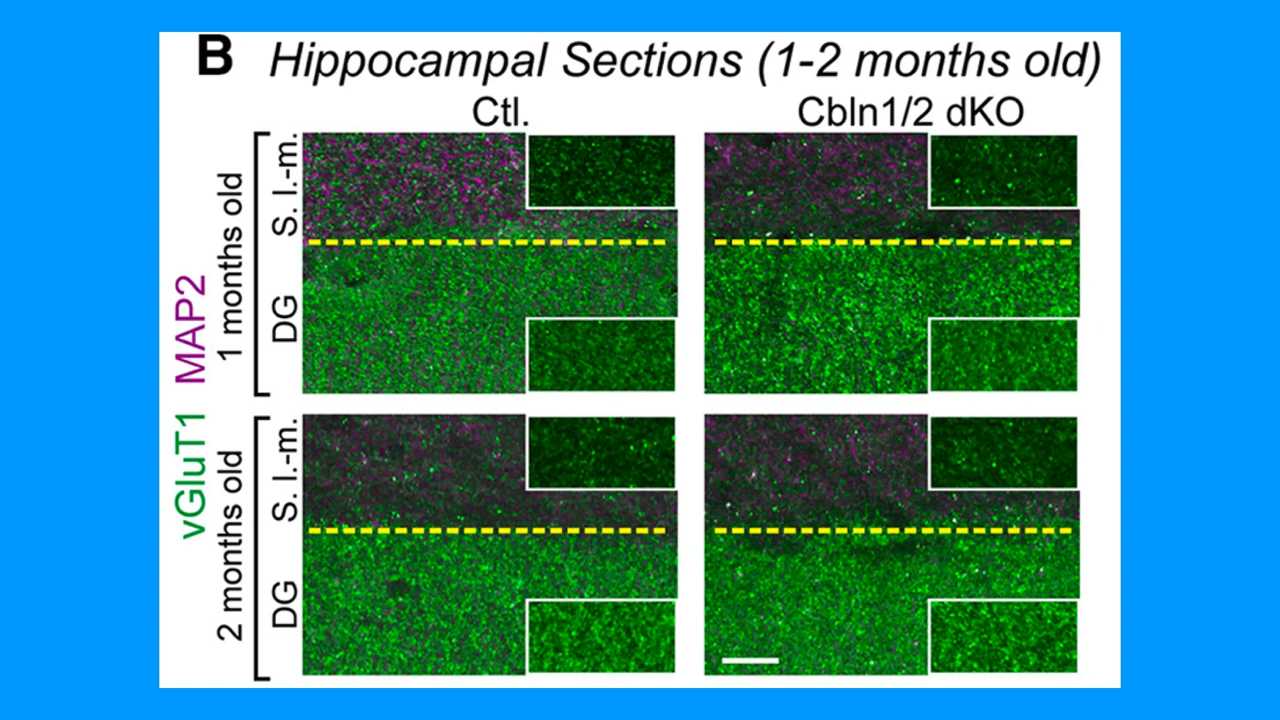 B Hippocampal Sections (1-2 months old)
Ctl. Cbln1/2 dKO
vGluT1 MAP2
1 months old
S. l.-m.
DG
2 months old
S. l.-m.
DG